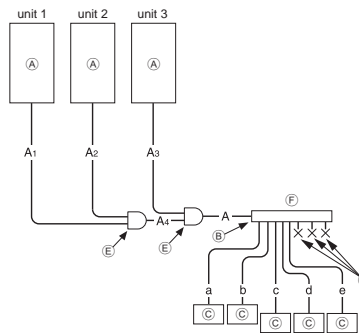 unit 1 unit 2 unit 3
Ⓐ Ⓐ Ⓐ
A1 A2 A3
Ⓕ
A4 A
Ⓔ Ⓔ Ⓑ
a b c d e
Ⓒ Ⓒ Ⓒ Ⓒ Ⓒ